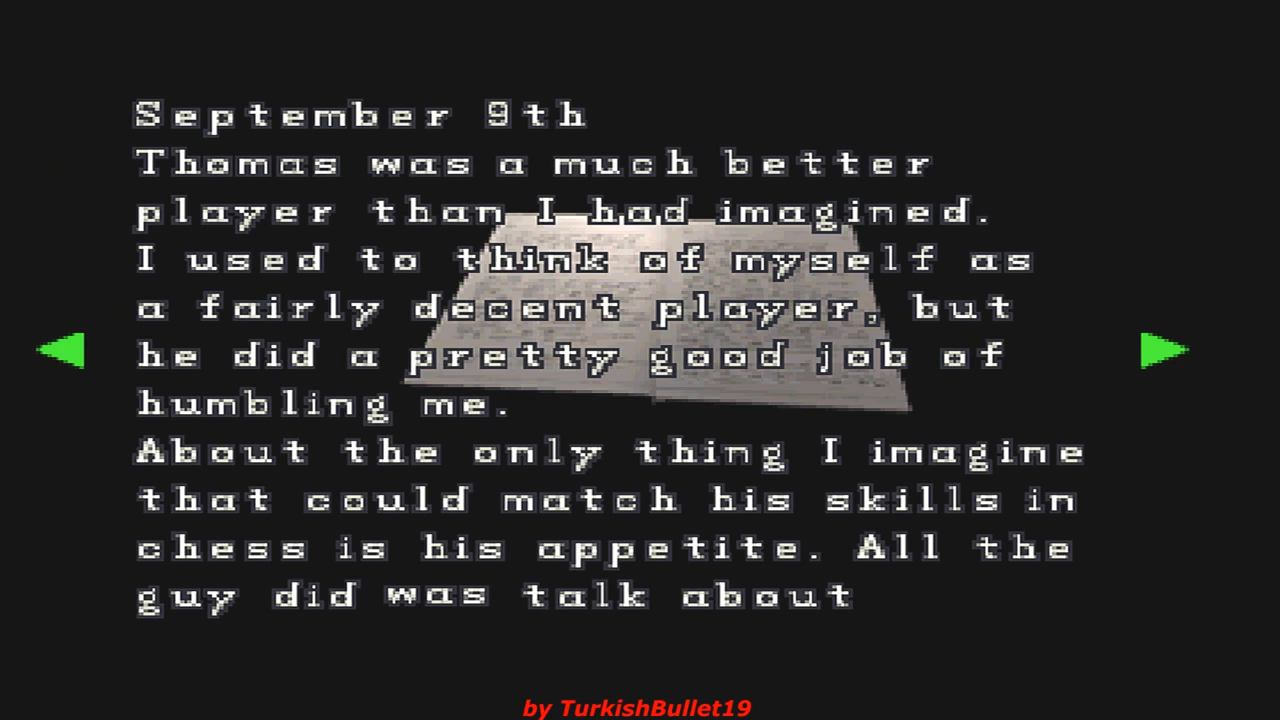 September 9th
Thomas was a much better
player than I had imagined.
I used to think of myself as
a fairly decent player, but
he did a pretty good job of
humbling me.
About the only thing I imagine
that could match his skills in
chess is his appetite. All the
guy did was talk about
by TurkishBullet19